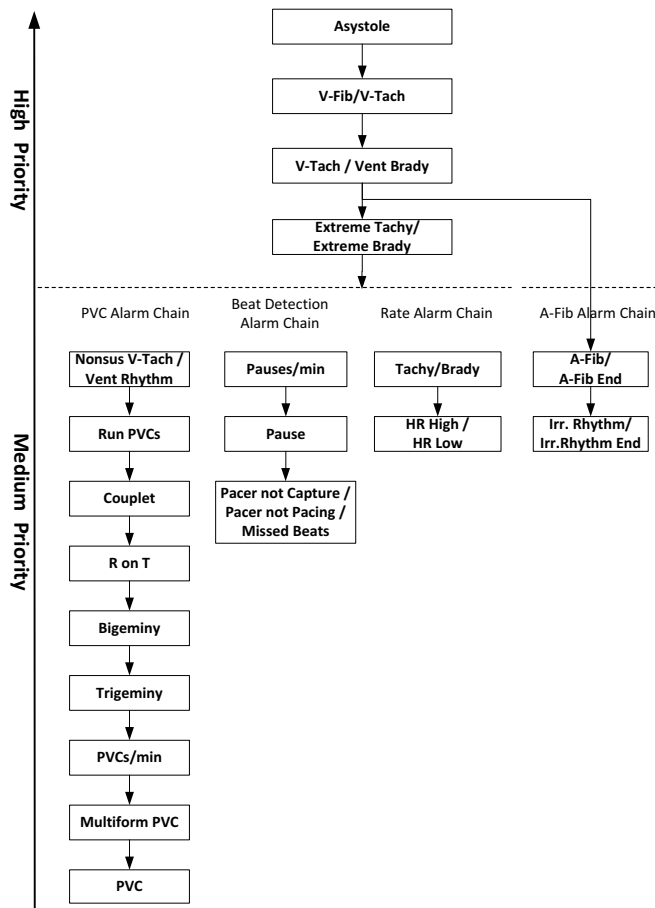 High Priority
Medium Priority
Asystole
V-Fib/V-Tach
V-Tach / Vent Brady
Extreme Tachy/
Extreme Brady
PVC Alarm Chain
Beat Detection
Alarm Chain
Rate Alarm Chain
A-Fib Alarm Chain
Nonsus V-Tach /
Vent Rhythm
Run PVCs
Couplet
R on T
Bigeminy
Trigeminy
PVCs/min
Multiform PVC
PVC
Pauses/min
Pause
Pacer not Capture /
Pacer not Pacing /
Missed Beats
Tachy/Brady
HR High /
HR Low
A-Fib/
A-Fib End
Irr. Rhythm/
Irr.Rhythm End